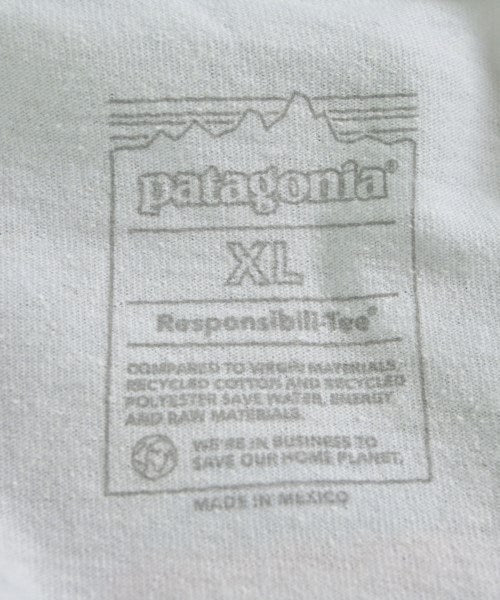 patagonia®
XL
Responsibili-Tee®
COMPARED TO VIRGIN MATERIALS,
RECYCLED COTTON AND RECYCLED
POLYESTER SAVE WATER, ENERGY
AND RAW MATERIALS.
WE'RE IN BUSINESS TO
SAVE OUR HOME PLANET.
MADE IN MEXICO